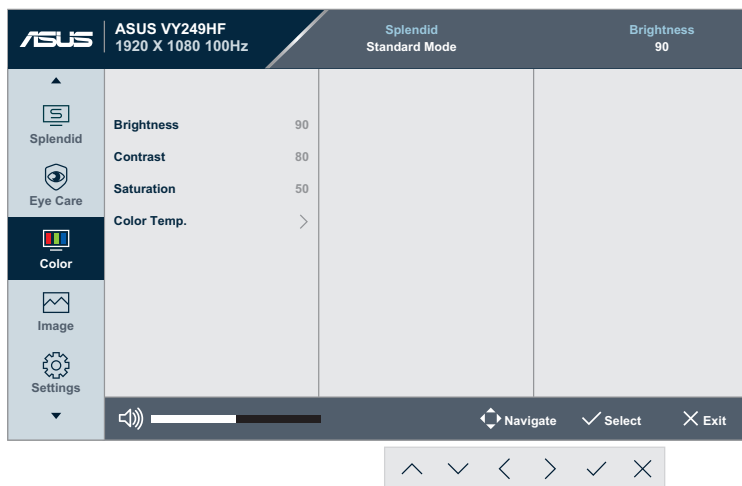 ASUS
ASUS VY249HF
1920 X 1080 100Hz
Splendid
Standard Mode
Brightness
90
Splendid
Eye Care
Color
Image
Settings
Brightness 90
Contrast 80
Saturation 50
Color Temp.
Navigate
Select
Exit